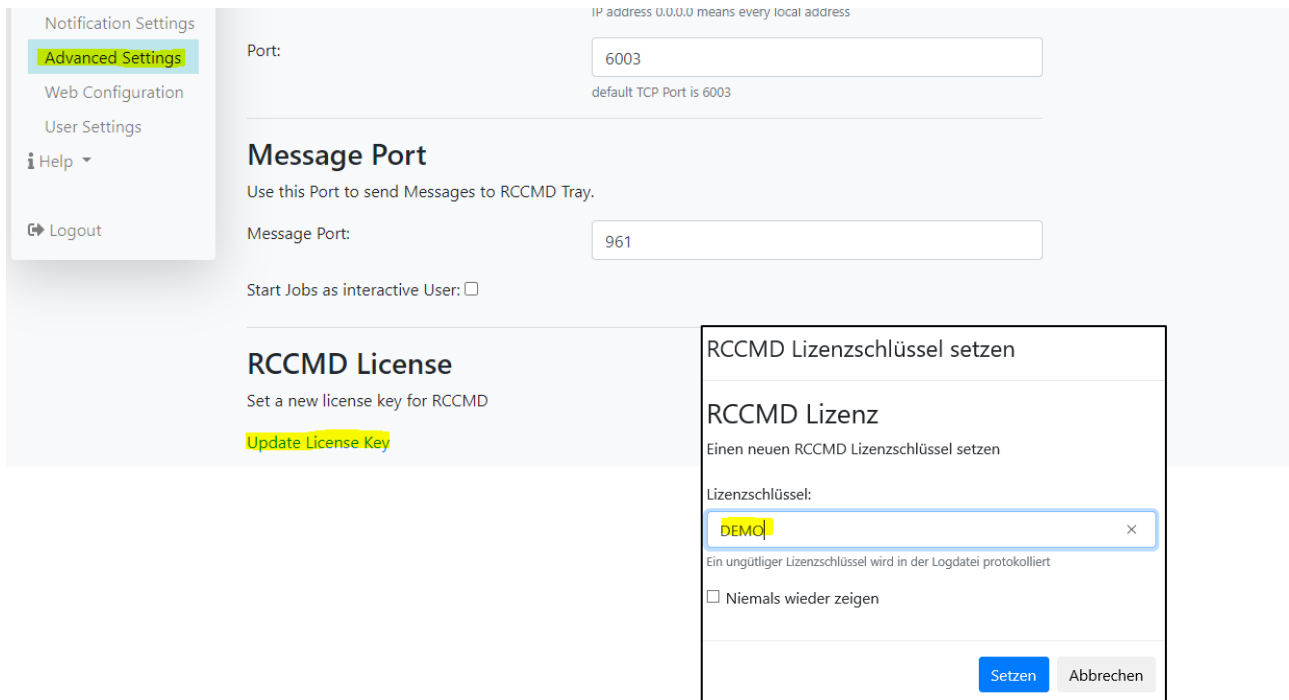 Notification Settings
Advanced Settings
Web Configuration
User Settings
Help
Logout
IP address 0.0.0.0 means every local address
Port:
6003
default TCP Port is 6003
Message Port
Use this Port to send Messages to RCCMD Tray.
Message Port:
961
Start Jobs as interactive User:
RCCMD License
Set a new license key for RCCMD
Update License Key
RCCMD Lizenzschlüssel setzen
RCCMD Lizenz
Einen neuen RCCMD Lizenzschlüssel setzen
Lizenzschlüssel:
DEMO
Ein ungütliger Lizenzschlüssel wird in der Logdatei protokolliert
Niemals wieder zeigen
Setzen Abbrechen